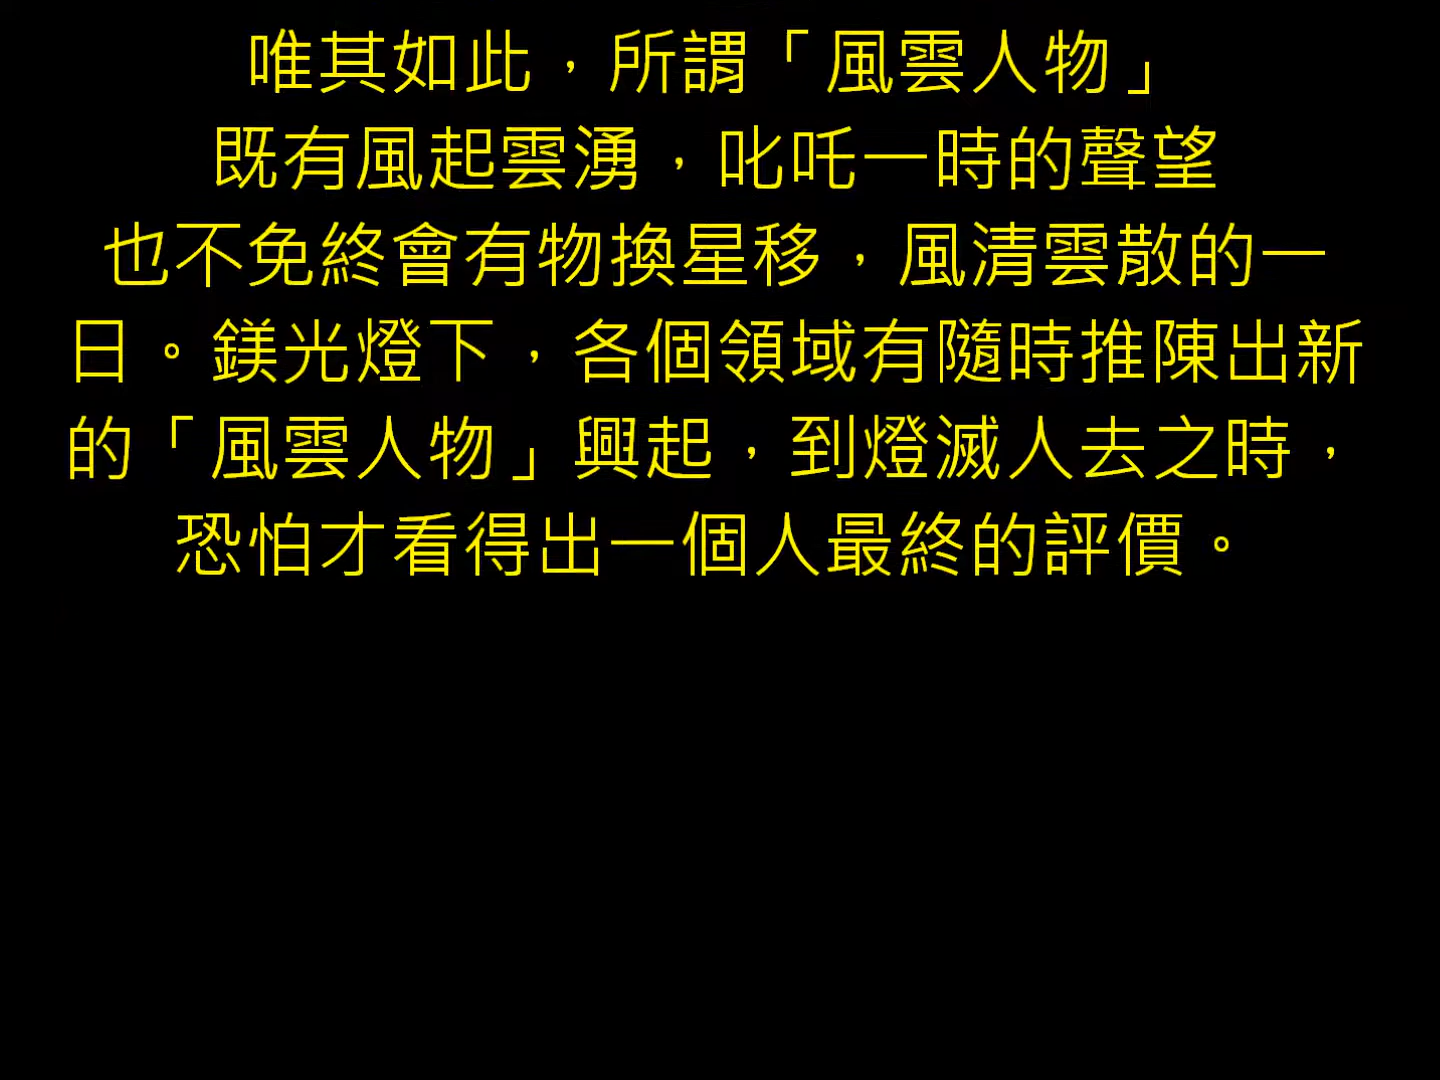 唯其如此，所謂「風雲人物」
既有風起雲湧，叱吒一時的聲望
也不免終會有物換星移，風清雲散的一
日。鎂光燈下，各個領域有隨時推陳出新
的「風雲人物」興起，到燈滅人去之時，
恐怕才看得出一個人最終的評價。